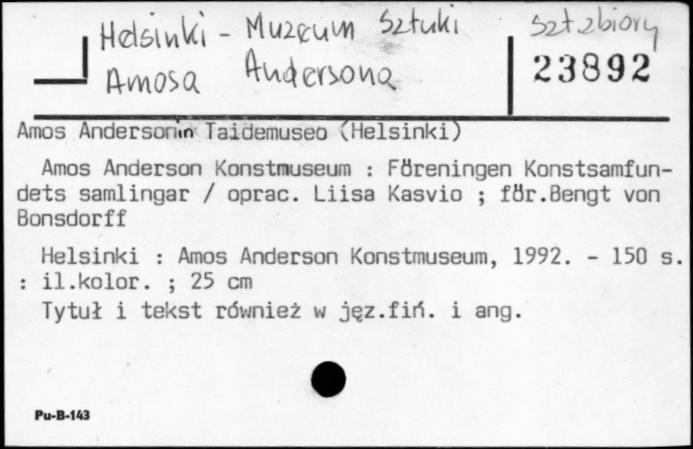 Helsinki - Muzeum Sztuki
Amosa Andersona
szt zbiory
23892
Amos Andersonin Taidemuseo (Helsinki)
Amos Anderson Konstmuseum : Föreningen Konstsamfun-
dets samlingar / oprac. Liisa Kasvio ; för.Bengt von
Bonsdorff
Helsinki : Amos Anderson Konstmuseum, 1992. - 150 s.
: il.kolor. ; 25 cm
Tytuł i tekst również w jęz.fiń. i ang.
Pu-B-143